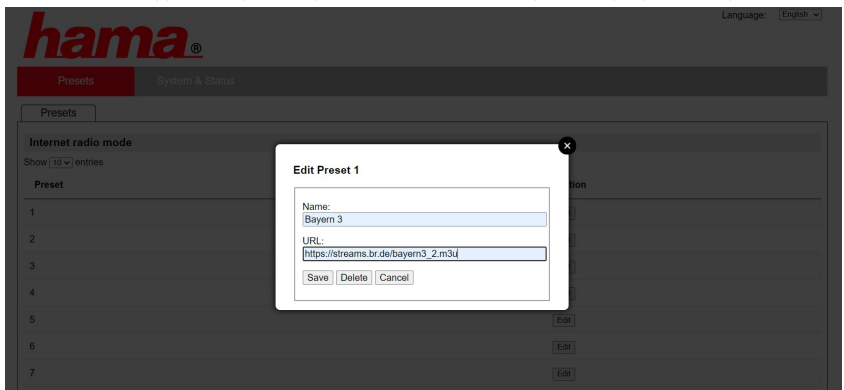 Language: English
hama®
Presets System & Status
Presets
Internet radio mode
Show 10 entries
Preset
1
2
3
4
5 Edit
6 Edit
7 Edit
Edit Preset 1
Name:
Bayern 3
URL:
https://streams.br.de/bayern3_2.m3u
Save Delete Cancel